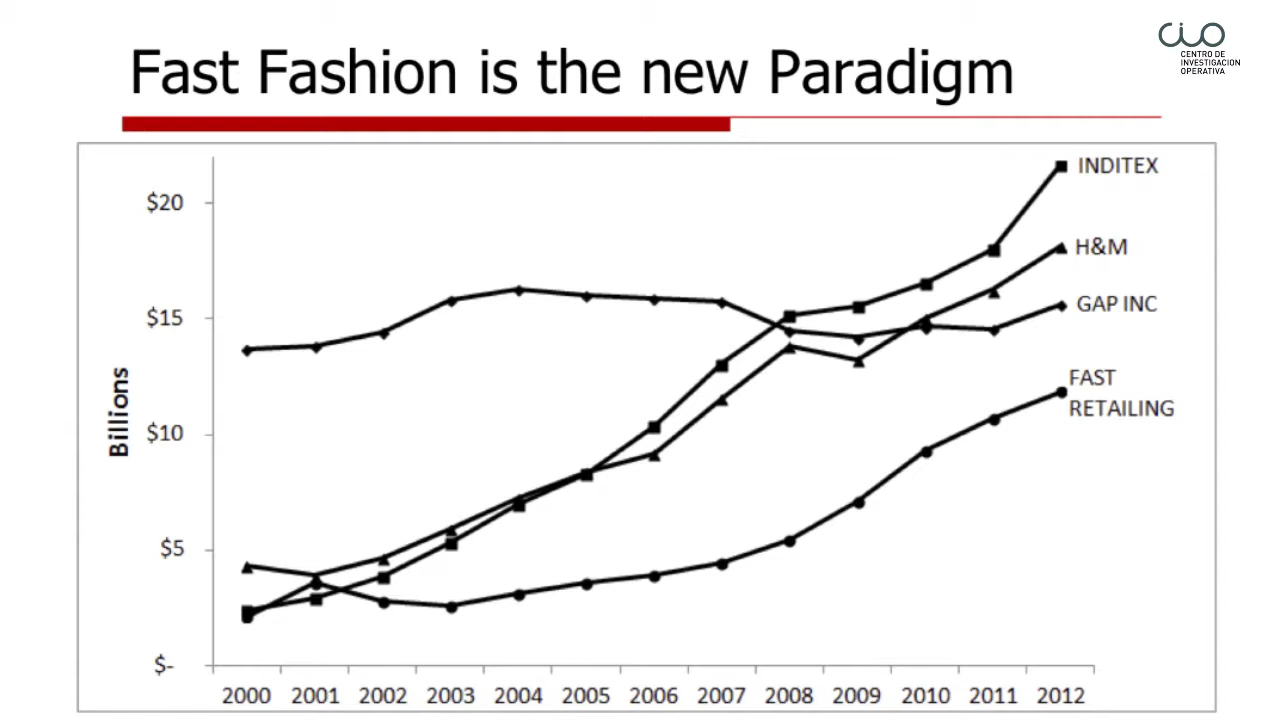 Fast Fashion is the new Paradigm
CIO
CENTRO DE
INVESTIGACION
OPERATIVA
INDITEX
$20
H&M
GAP INC
$15
FAST
RETAILING
Billions
$10
$5
$-
2000 2001 2002 2003 2004 2005 2006 2007 2008 2009 2010 2011 2012